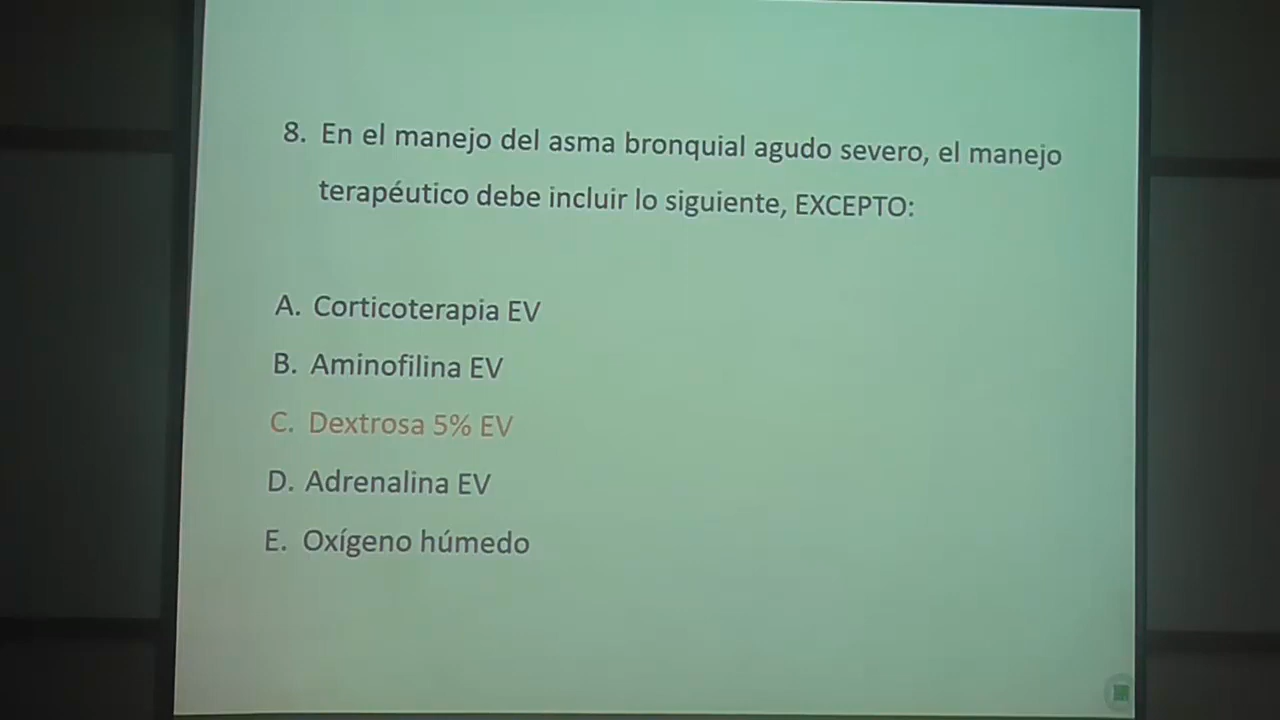 8. En el manejo del asma bronquial agudo severo, el manejo
terapéutico debe incluir lo siguiente, EXCEPTO:
A. Corticoterapia EV
B. Aminofilina EV
C. Dextrosa 5% EV
D. Adrenalina EV
E. Oxígeno húmedo